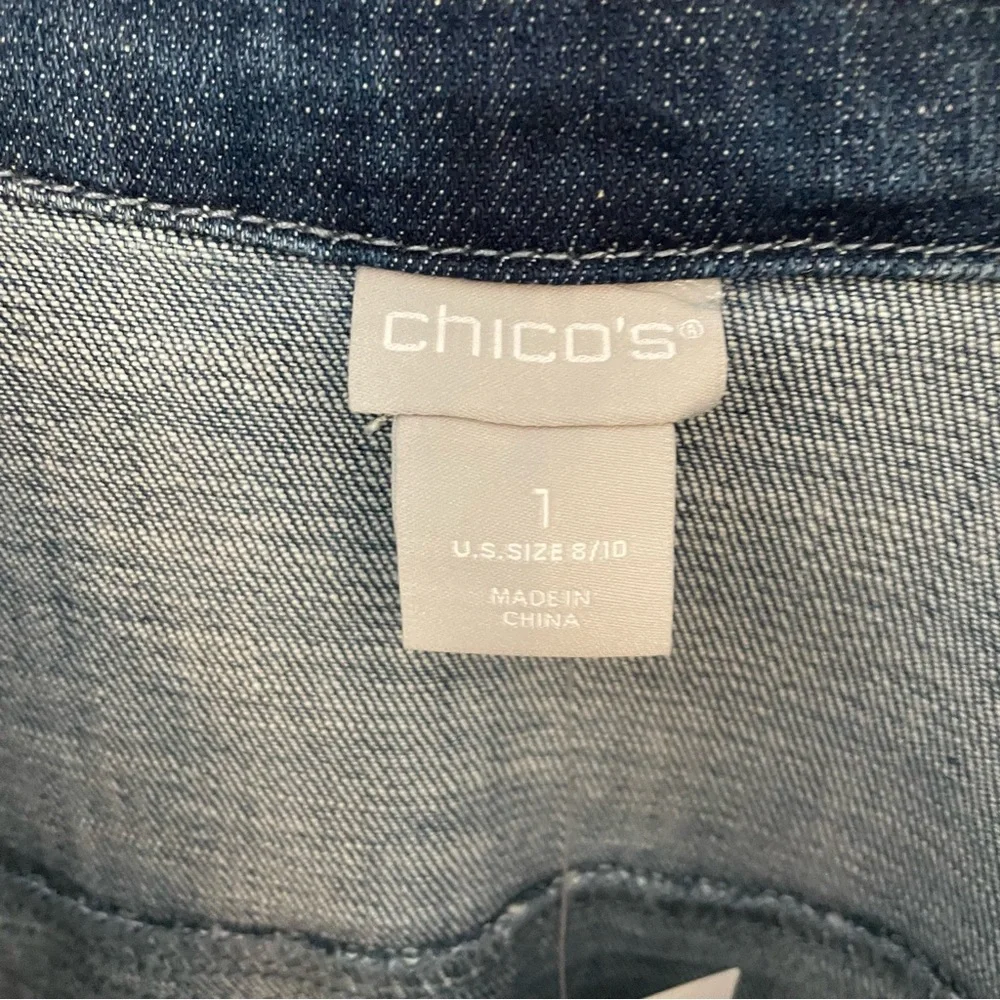 chico's®
1
U.S. SIZE 8/10
MADE IN
CHINA